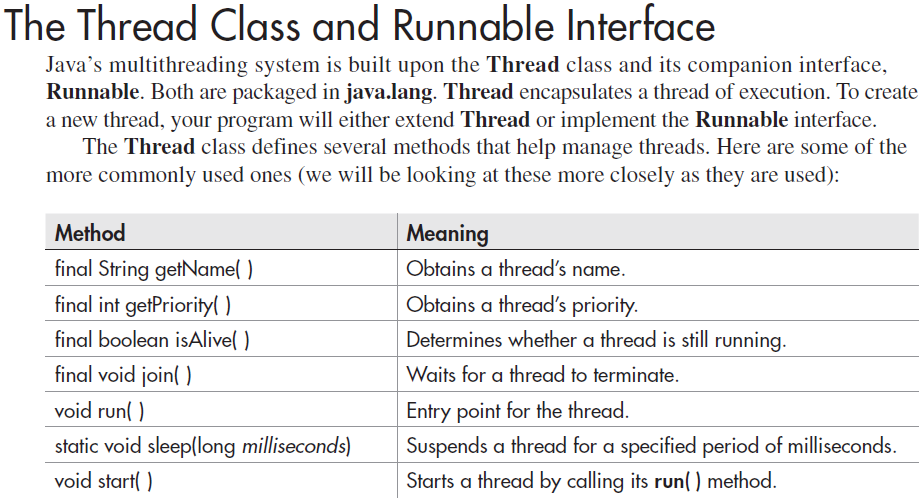 The Thread Class and Runnable Interface
Java's multithreading system is built upon the Thread class and its companion interface,
Runnable. Both are packaged in java.lang. Thread encapsulates a thread of execution. To create
a new thread, your program will either extend Thread or implement the Runnable interface.
The Thread class defines several methods that help manage threads. Here are some of the
more commonly used ones (we will be looking at these more closely as they are used):
Method Meaning
final String getName( ) Obtains a thread's name.
final int getPriority( ) Obtains a thread's priority.
final boolean isAlive( ) Determines whether a thread is still running.
final void join( ) Waits for a thread to terminate.
void run( ) Entry point for the thread.
static void sleep(long milliseconds) Suspends a thread for a specified period of milliseconds.
void start( ) Starts a thread by calling its run( ) method.